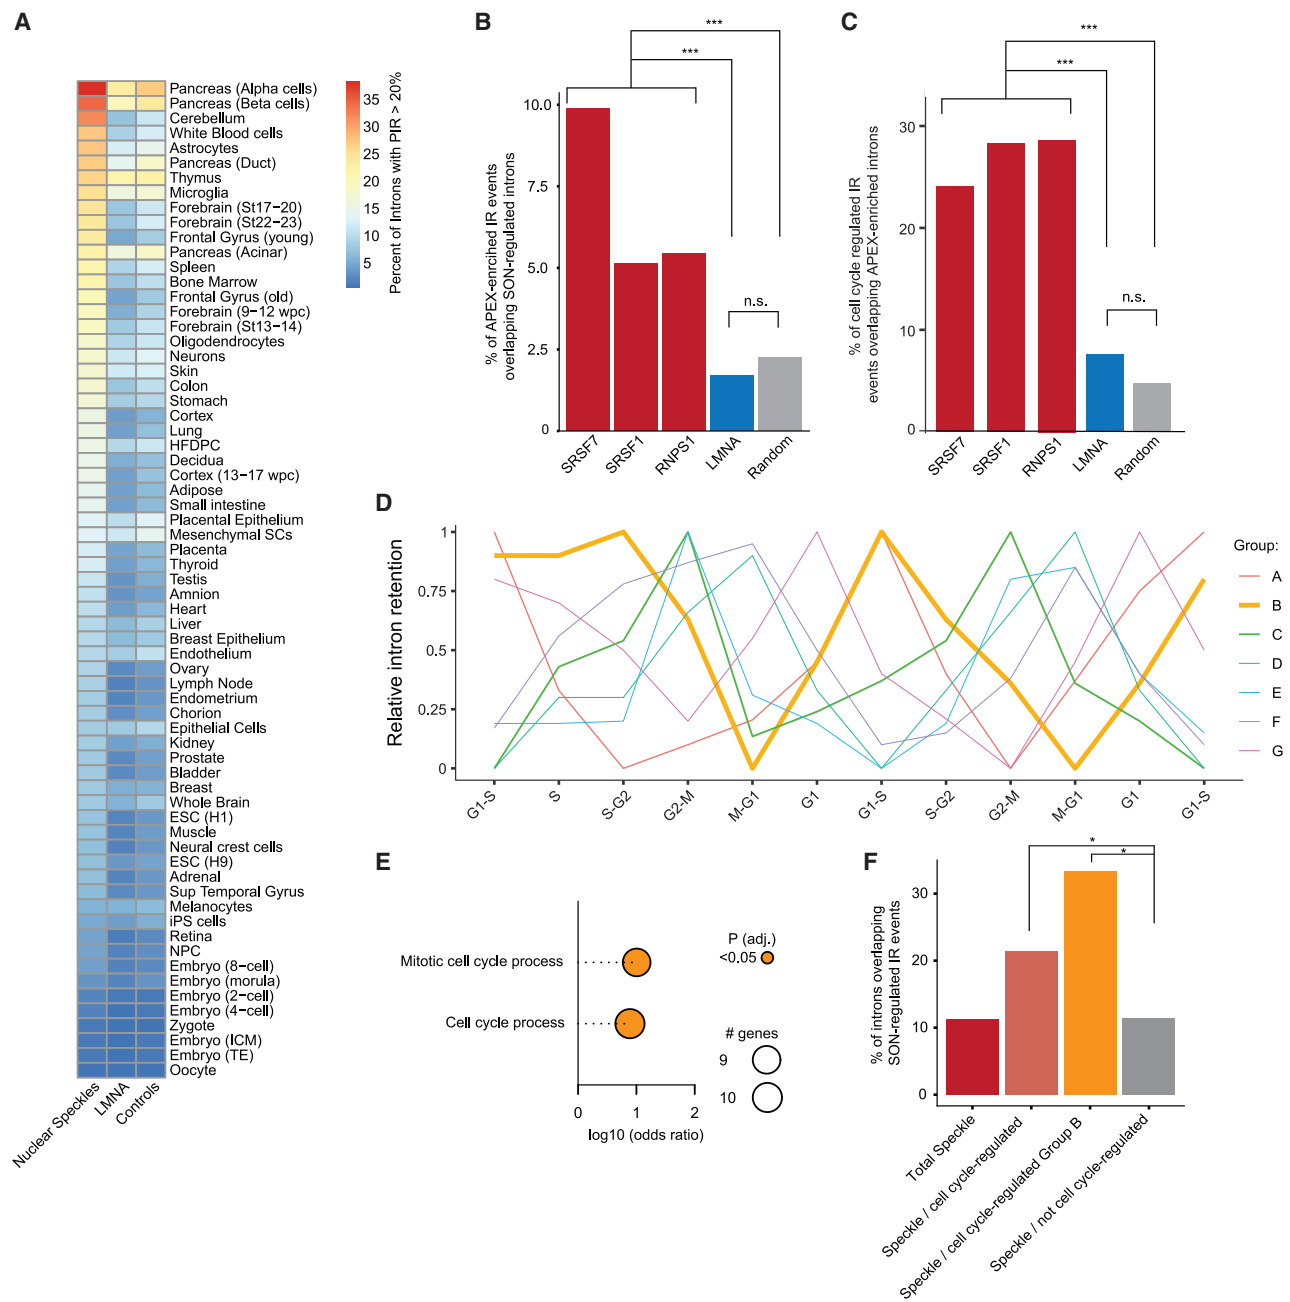 A
Pancreas (Alpha cells)
Pancreas (Beta cells)
Cerebellum
White Blood cells
Astrocytes
Pancreas (Duct)
Thymus
Microglia
Forebrain (St17−20)
Forebrain (St22−23)
Frontal Gyrus (young)
Pancreas (Acinar)
Spleen
Bone Marrow
Frontal Gyrus (old)
Forebrain (9−12 wpc)
Forebrain (St13−14)
Oligodendrocytes
Neurons
Skin
Colon
Stomach
Cortex
Lung
HFDPC
Decidua
Cortex (13−17 wpc)
Adipose
Small intestine
Placental Epithelium
Mesenchymal SCs
Placenta
Thyroid
Testis
Amnion
Heart
Liver
Breast Epithelium
Endothelium
Ovary
Lymph Node
Endometrium
Chorion
Epithelial Cells
Kidney
Prostate
Bladder
Breast
Whole Brain
ESC (H1)
Muscle
Neural crest cells
ESC (H9)
Adrenal
Sup Temporal Gyrus
Melanocytes
iPS cells
Retina
NPC
Embryo (8−cell)
Embryo (morula)
Embryo (2−cell)
Embryo (4−cell)
Zygote
Embryo (ICM)
Embryo (TE)
Oocyte
Nuclear Speckles
LMNA
Controls
35
30
25
20
15
10
5
Percent of Introns with PIR > 20%
B
***
***
n.s.
10.0
7.5
5.0
2.5
0
% of APEX-enrcihed IR events
overlapping SON-regulated introns
SRSF7
SRSF1
RNPS1
LMNA
Random
C
***
***
n.s.
30
20
10
0
% of cell cycle regulated IR
events overlapping APEX-enriched introns
SRSF7
SRSF1
RNPS1
LMNA
Random
D
1
0.75
0.5
0.25
0
Relative intron retention
G1-S
S
S-G2
G2-M
M-G1
G1
G1-S
S-G2
G2-M
M-G1
G1
G1-S
Group:
A
B
C
D
E
F
G
E
Mitotic cell cycle process
Cell cycle process
0
1
2
log10 (odds ratio)
P (adj.)
<0.05
# genes
9
10
F
*
*
30
20
10
0
% of introns overlapping
SON-regulated IR events
Total Speckle
Speckle / cell cycle-regulated
Speckle / cell cycle-regulated Group B
Speckle / not cell cycle-regulated